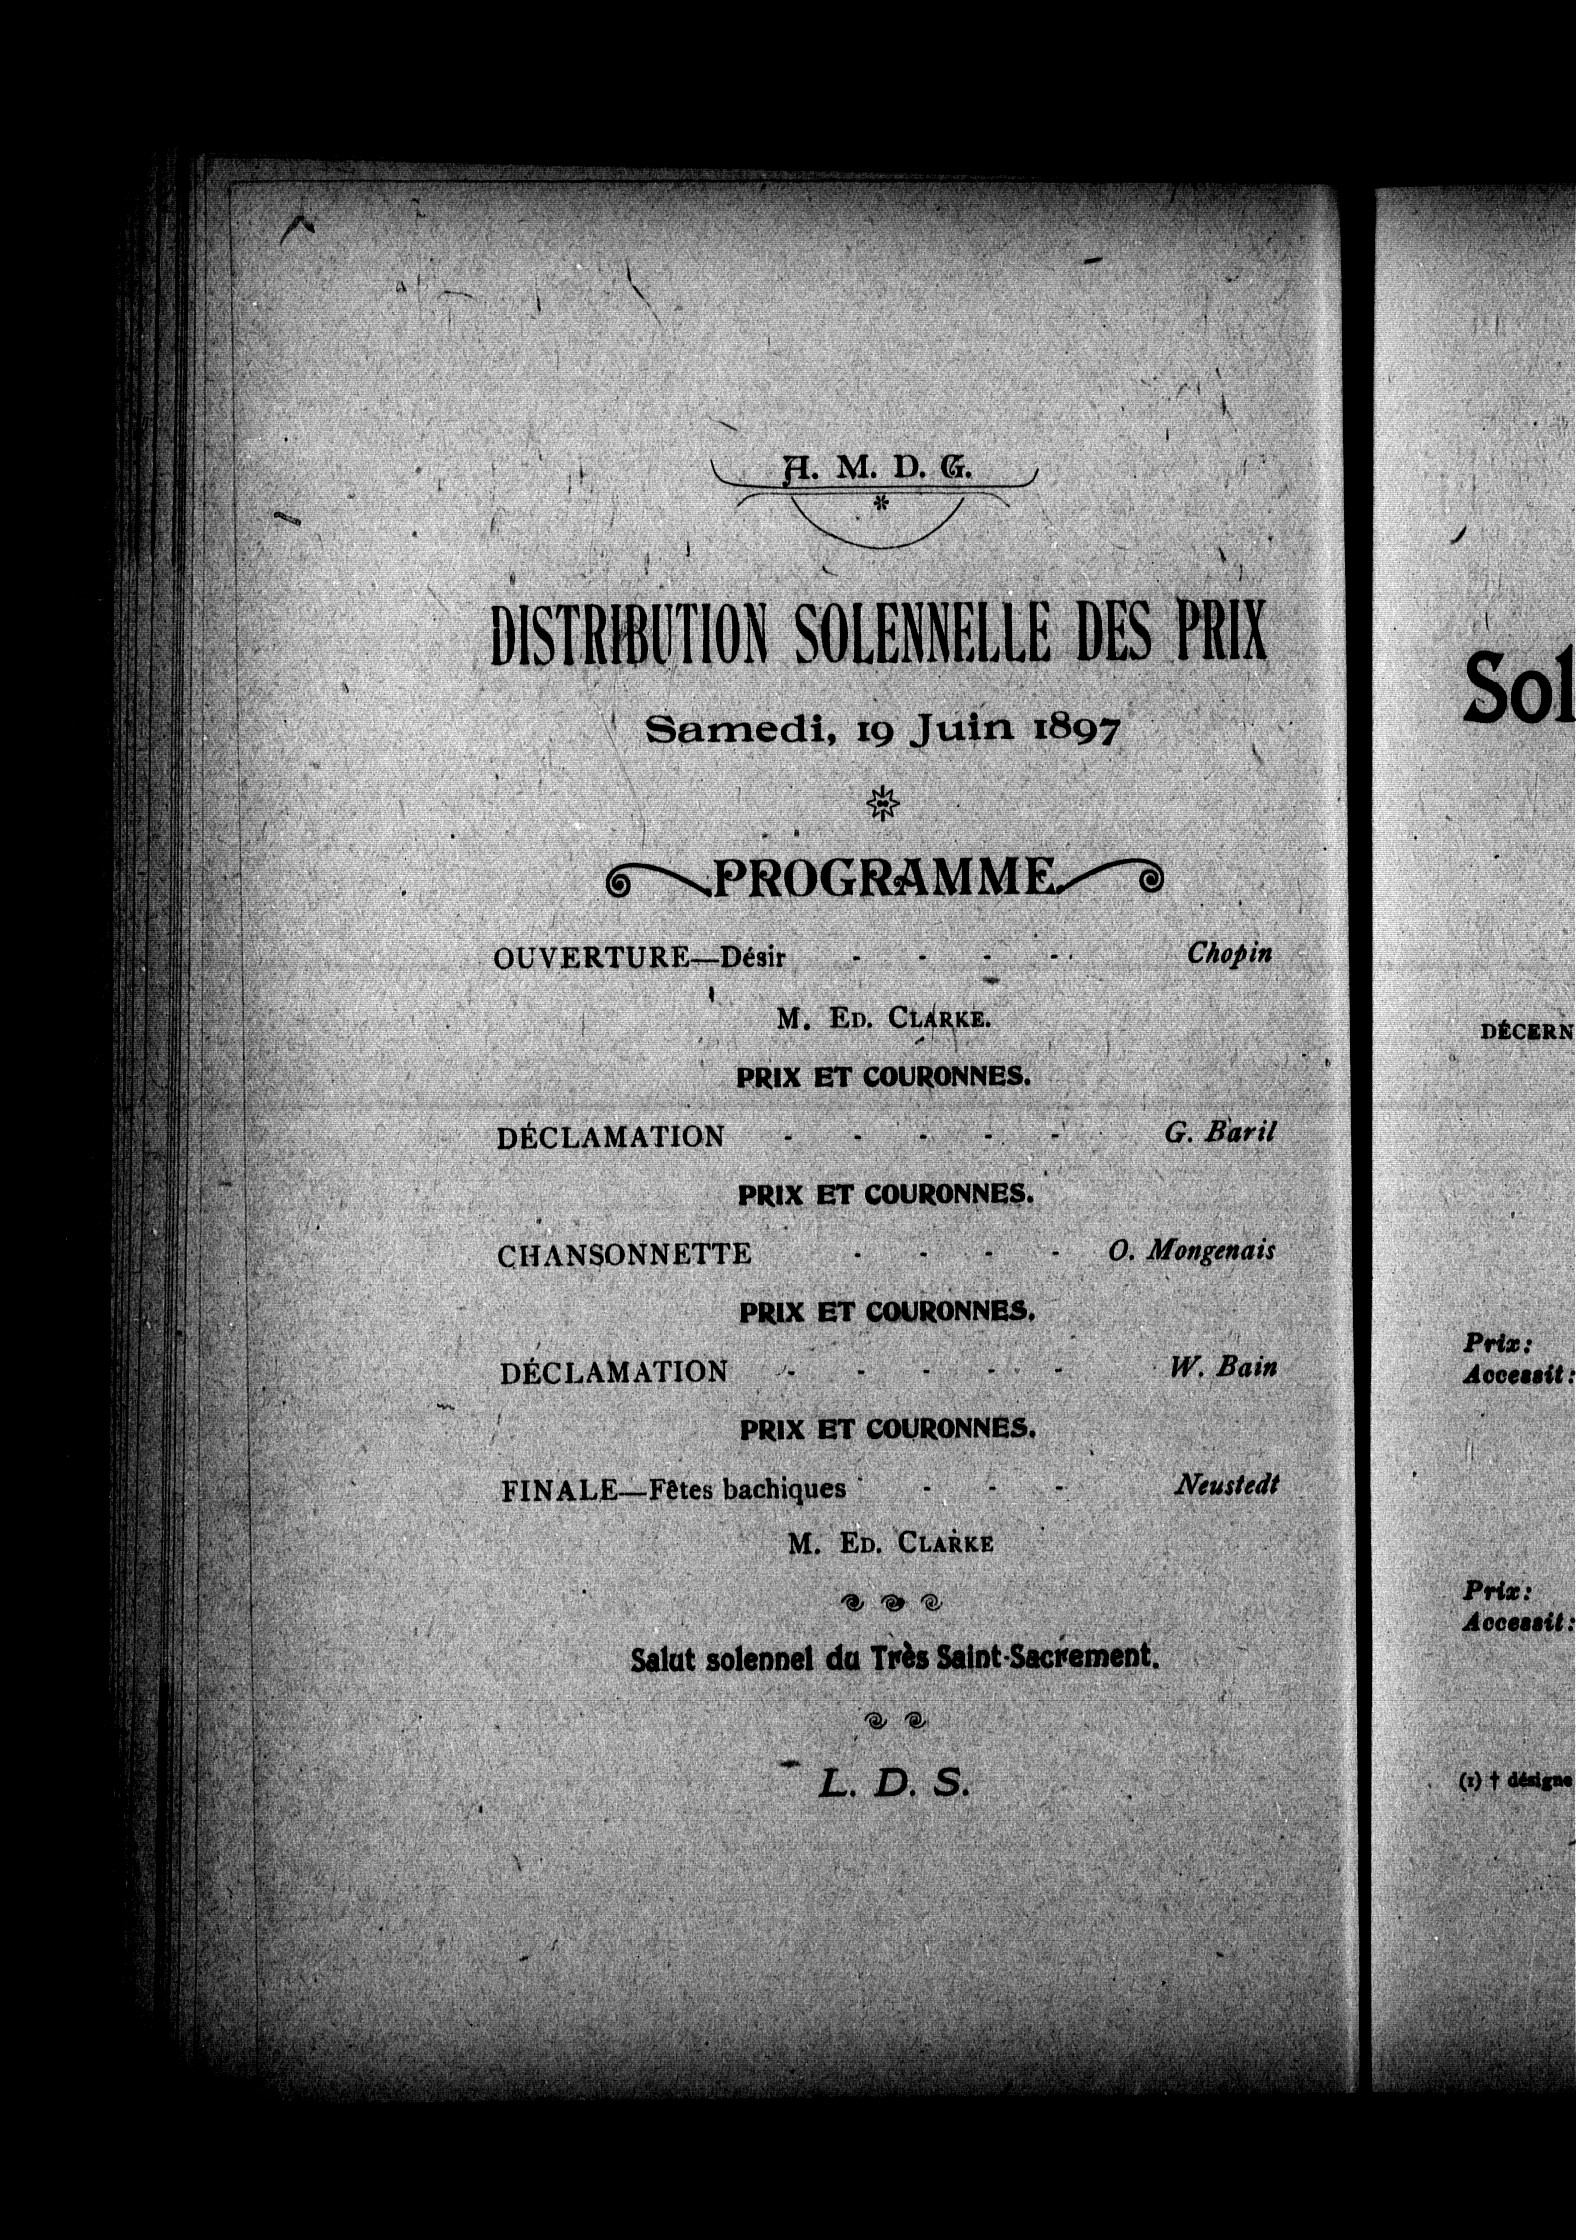 A. M. D. G.
DISTRIBUTION SOLENNELLE DES PRIX
Samedi, 19 Juin 1897
PROGRAMME
OUVERTURE—Désir - - - - Chopin
M. ED. CLARKE.
PRIX ET COURONNES.
DÉCLAMATION - - - - - G. Baril
PRIX ET COURONNES.
CHANSONNETTE - - - - O. Mongenais
PRIX ET COURONNES.
DÉCLAMATION - - - - - W. Bain
PRIX ET COURONNES.
FINALE—Fêtes bachiques - - - Neustedt
M. ED. CLARKE
Salut solennel du Très Saint-Sacrement.
L. D. S.
Sol
DÉCERN
Prix:
Accessit:
Prix:
Accessit:
(1) † désigne